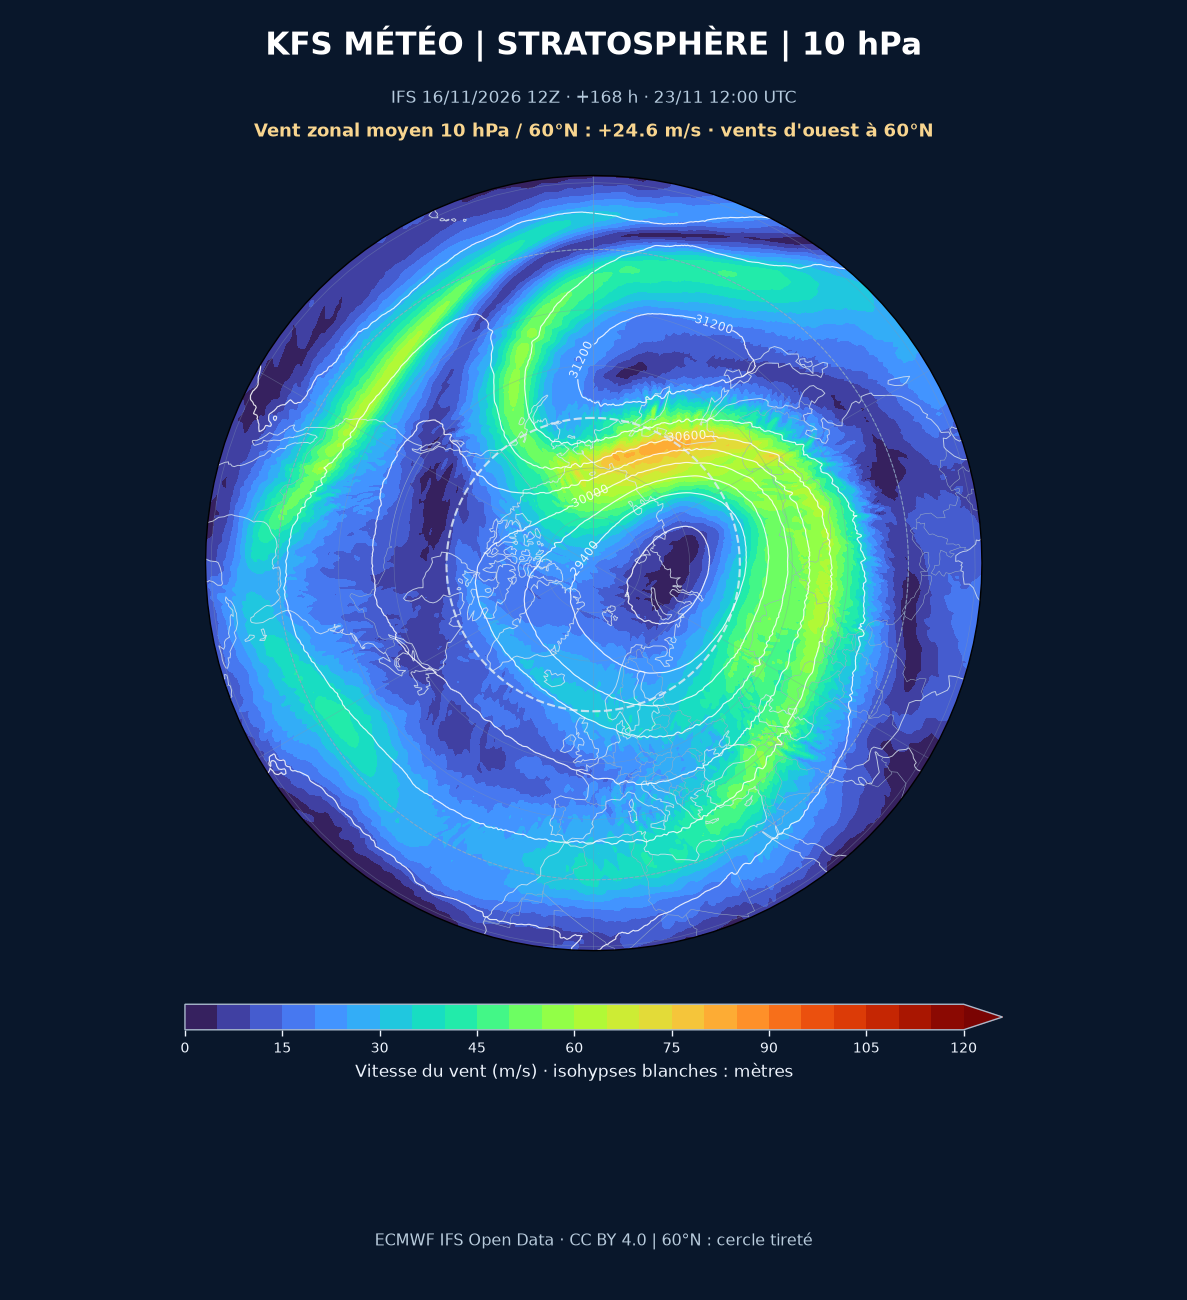 KFS MÉTÉO | STRATOSPHÈRE | 10 hPa
IFS 16/11/2026 12Z · +168 h · 23/11 12:00 UTC
Vent zonal moyen 10 hPa / 60°N : +24.6 m/s · vents d'ouest à 60°N
31200
31200
30600
30000
29400
0 15 30 45 60 75 90 105 120
Vitesse du vent (m/s) · isohypses blanches : mètres
ECMWF IFS Open Data · CC BY 4.0 | 60°N : cercle tireté